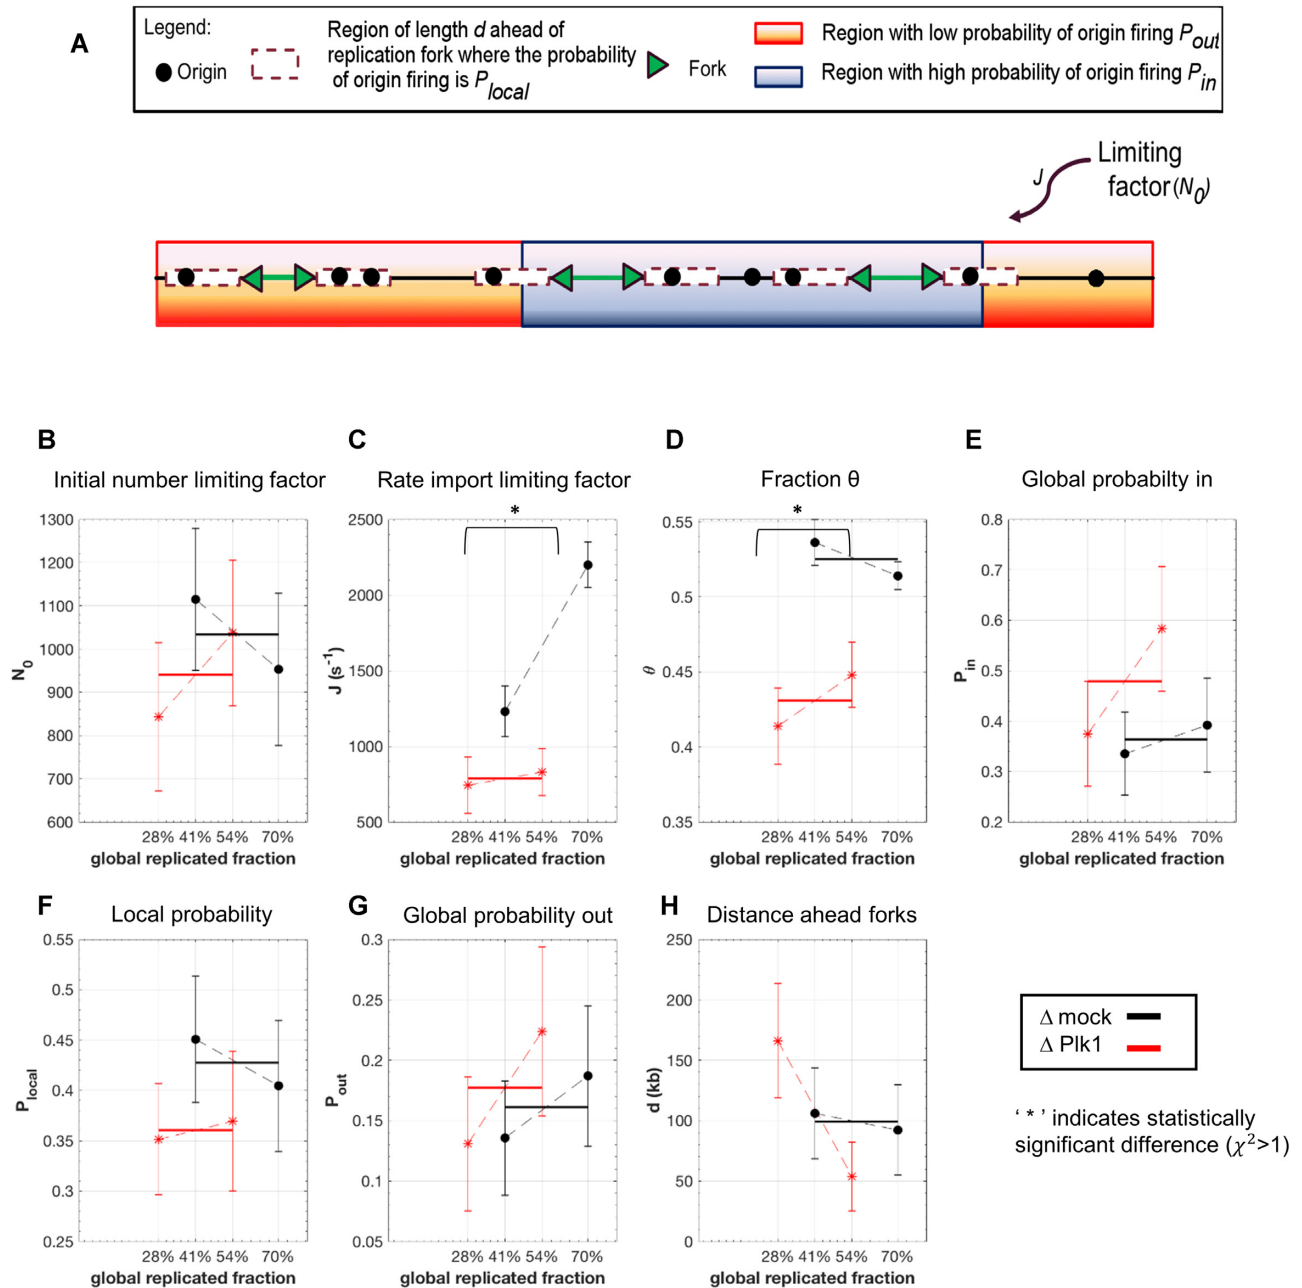 A
Legend:
Origin
Region of length d ahead of
replication fork where the probability
of origin firing is P_local
Fork
Region with low probability of origin firing P_out
Region with high probability of origin firing P_in
J
Limiting
factor(N_0)
B
Initial number limiting factor
1300
1200
1100
1000
900
800
700
600
N_0
28% 41% 54% 70%
global replicated fraction
C
Rate import limiting factor
*
2500
2000
1500
1000
500
J (s^-1)
28% 41% 54% 70%
global replicated fraction
D
Fraction θ
*
0.55
0.5
0.45
0.4
0.35
θ
28% 41% 54% 70%
global replicated fraction
E
Global probabilty in
0.8
0.7
0.6
0.5
0.4
0.3
0.2
P_in
28% 41% 54% 70%
global replicated fraction
F
Local probability
0.55
0.5
0.45
0.4
0.35
0.3
0.25
P_local
28% 41% 54% 70%
global replicated fraction
G
Global probability out
0.3
0.25
0.2
0.15
0.1
0.05
P_out
28% 41% 54% 70%
global replicated fraction
H
Distance ahead forks
250
200
150
100
50
0
d (kb)
28% 41% 54% 70%
global replicated fraction
Δ mock
Δ Plk1
‘ * ’ indicates statistically
significant difference (χ²>1)